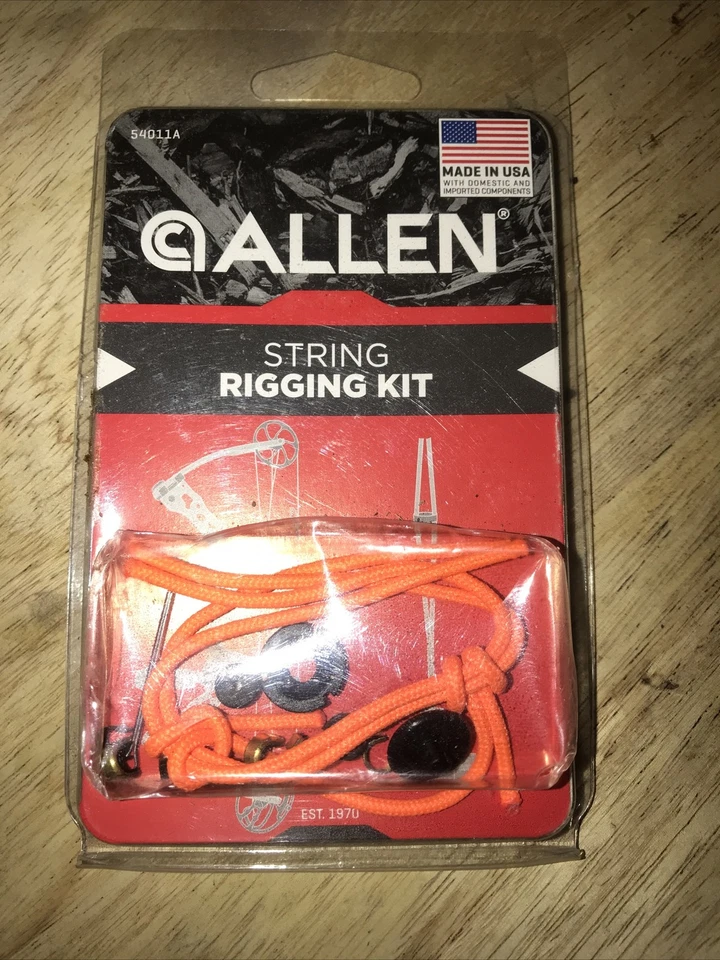 54011A
MADE IN USA
WITH DOMESTIC AND
IMPORTED COMPONENTS
ALLEN®
STRING
RIGGING KIT
EST. 1970